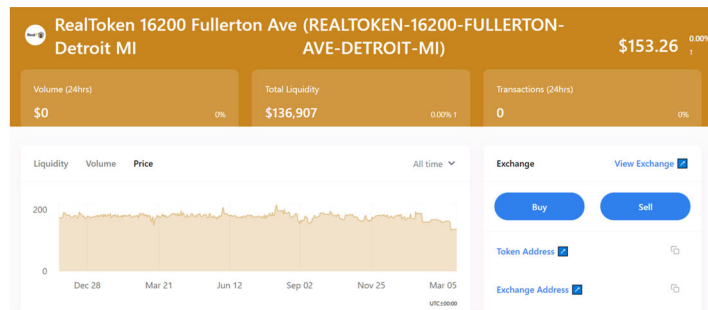 RealToken 16200 Fullerton Ave (REALTOKEN-16200-FULLERTON-
Detroit MI AVE-DETROIT-MI)
$153.26 0.00% ↑
Volume (24hrs)
$0 0%
Total Liquidity
$136,907 0.00% ↑
Transactions (24hrs)
0 0%
Liquidity Volume Price All time
Exchange View Exchange
Buy Sell
Token Address
Exchange Address
200
0
Dec 28 Mar 21 Jun 12 Sep 02 Nov 25 Mar 05
UTC±00:00